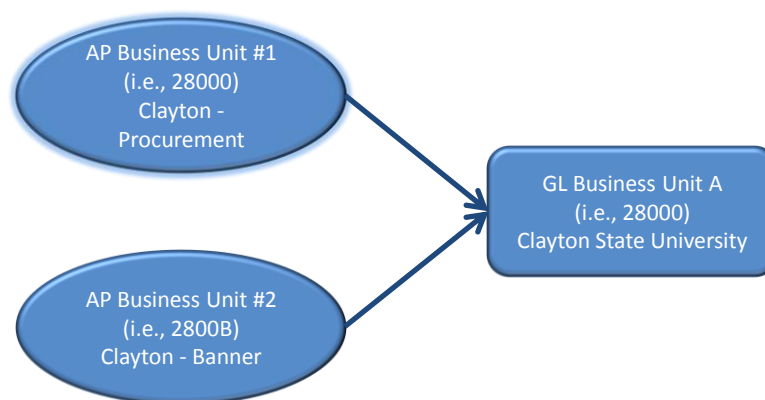 AP Business Unit #1
(i.e., 28000)
Clayton -
Procurement
GL Business Unit A
(i.e., 28000)
Clayton State University
AP Business Unit #2
(i.e., 2800B)
Clayton - Banner